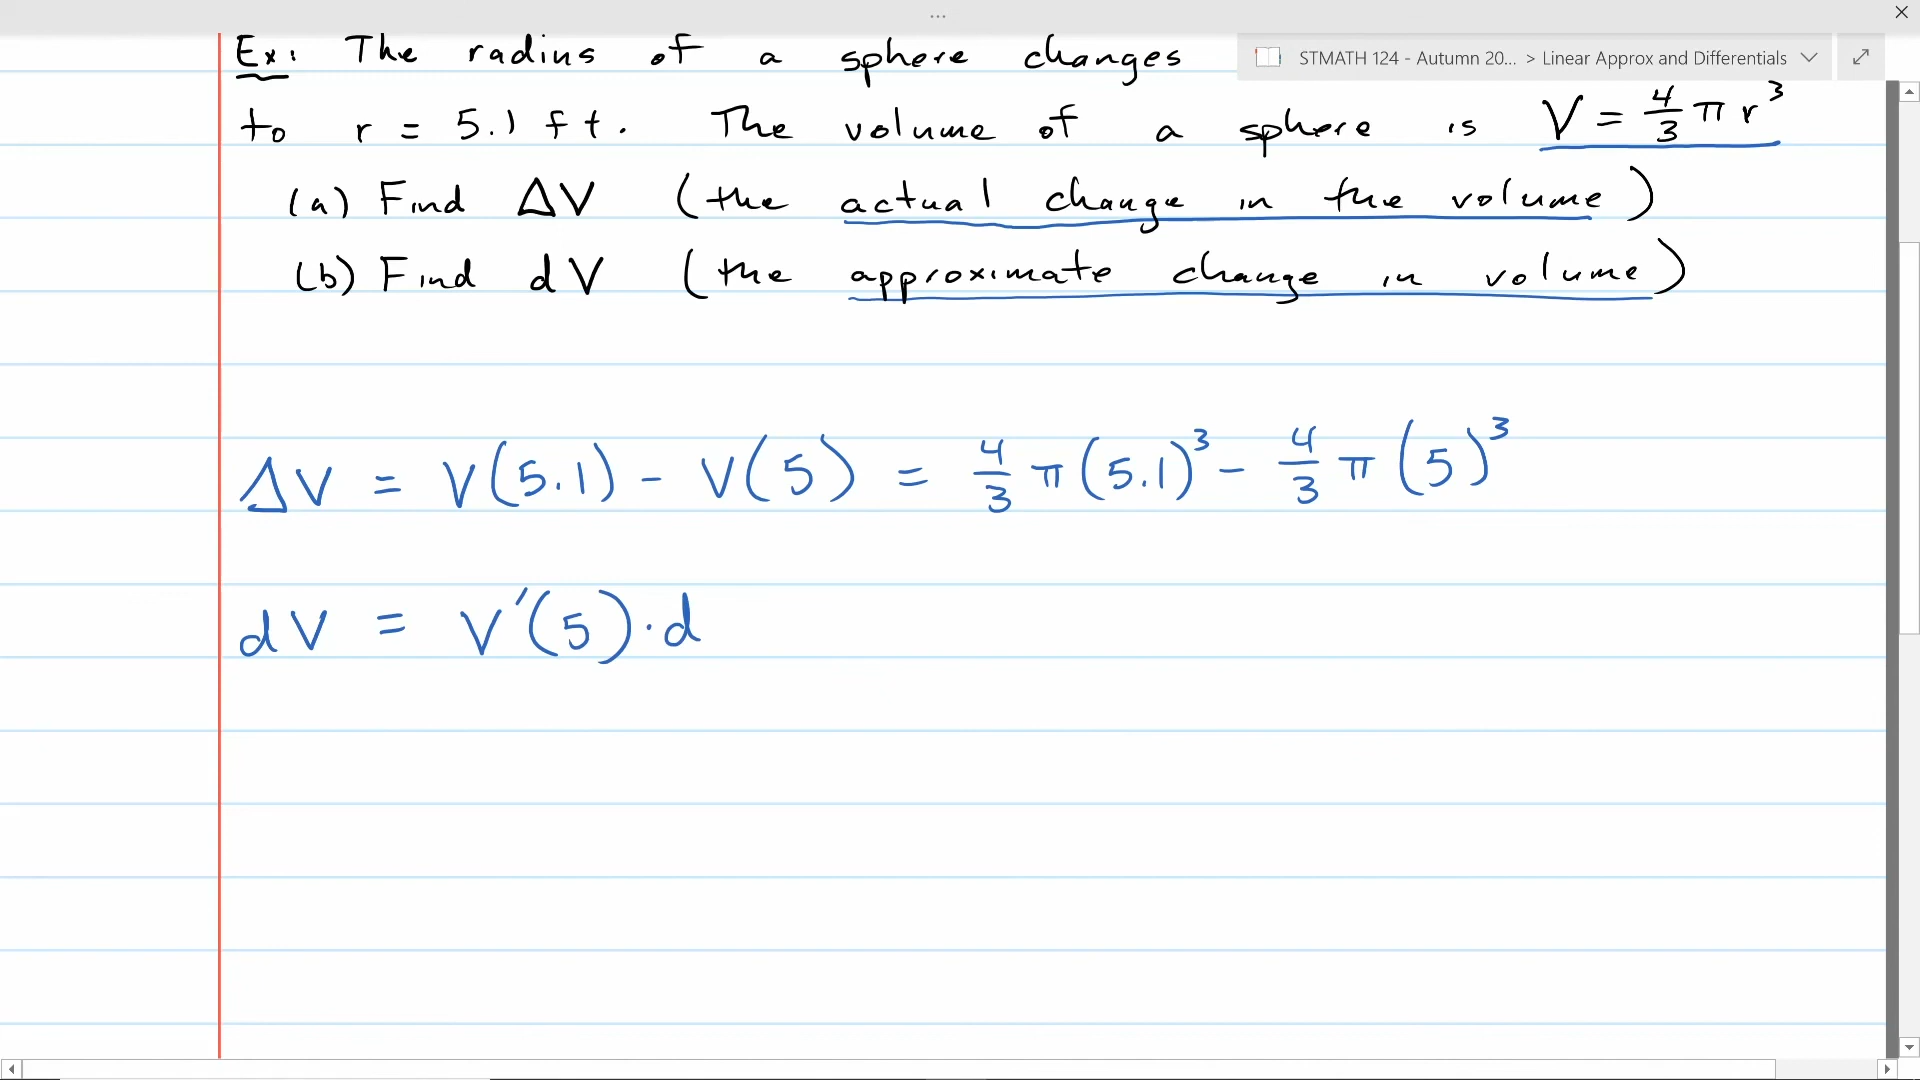 Ex: The radius of a sphere changes
STMATH 124 - Autumn 20... > Linear Approx and Differentials
to r = 5.1 ft. The volume of a sphere is V = 4/3 π r³
(a) Find ΔV (the actual change in the volume)
(b) Find dV (the approximate change in volume)
ΔV = V(5.1) - V(5) = 4/3 π (5.1)³ - 4/3 π (5)³
dV = V′(5) · d